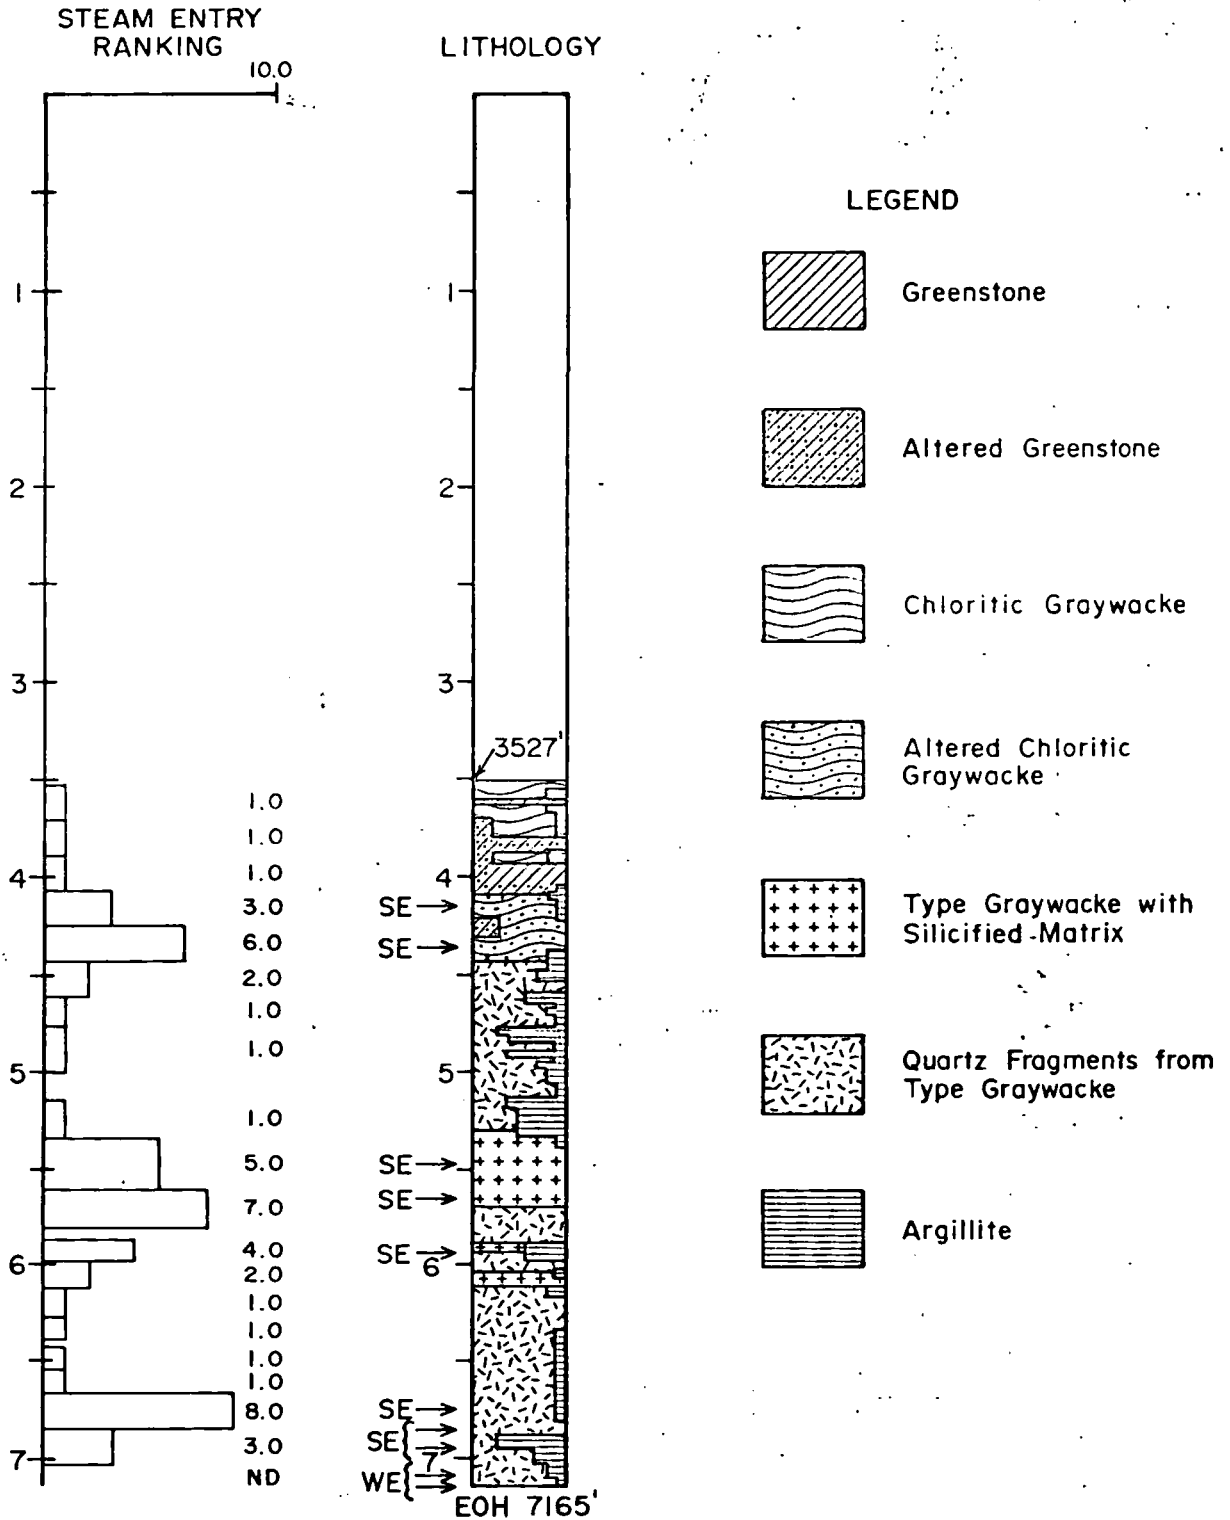 STEAM ENTRY
RANKING
10.0
1
2
3
4
5
6
7
1.0
1.0
1.0
3.0
6.0
2.0
1.0
1.0
1.0
5.0
7.0
4.0
2.0
1.0
1.0
1.0
1.0
8.0
3.0
ND
LITHOLOGY
1
2
3
3527'
4
SE
SE
5
SE
SE
SE
6
SE
SE
7
WE
EOH 7165'
LEGEND
Greenstone
Altered Greenstone
Chloritic Graywacke
Altered Chloritic
Graywacke
Type Graywacke with
Silicified Matrix
Quartz Fragments from
Type Graywacke
Argillite